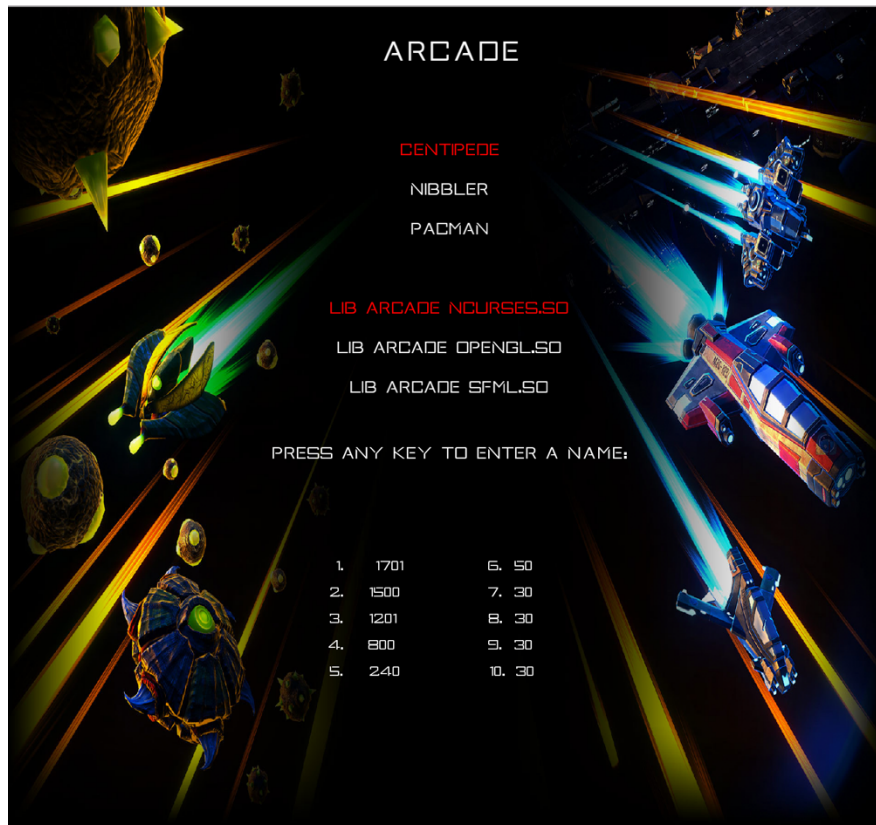 ARCADE
CENTIPEDE
NIBBLER
PACMAN
LIB ARCADE NCURSES.SO
LIB ARCADE OPENGL.SO
LIB ARCADE SFML.SO
PRESS ANY KEY TO ENTER A NAME:
1. 1701 6. 50
2. 1500 7. 30
3. 1201 8. 30
4. 800 9. 30
5. 240 10. 30